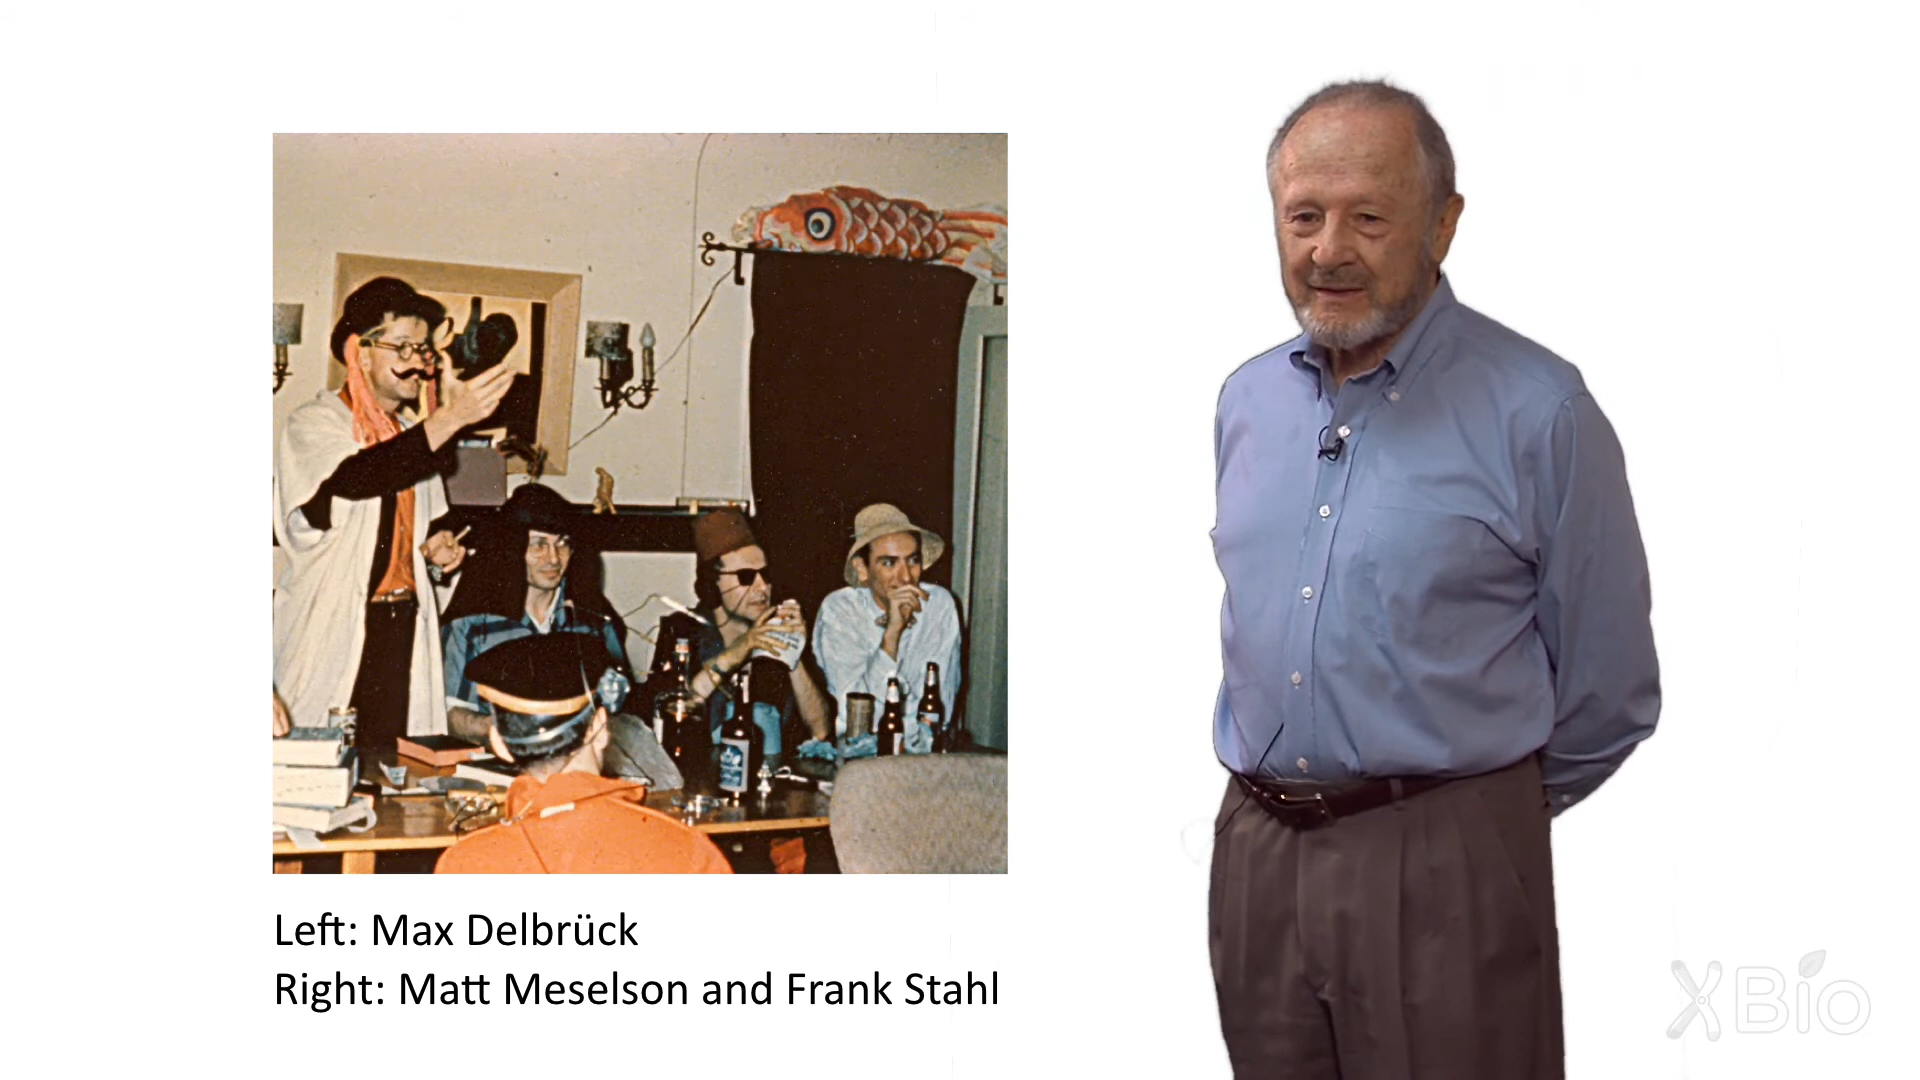 Left: Max Delbrück
Right: Matt Meselson and Frank Stahl
XBio